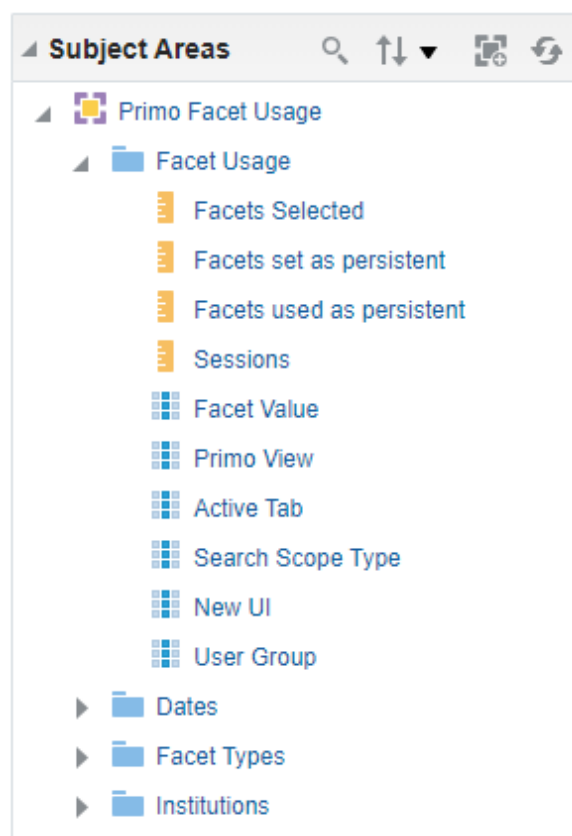 Subject Areas
Primo Facet Usage
Facet Usage
Facets Selected
Facets set as persistent
Facets used as persistent
Sessions
Facet Value
Primo View
Active Tab
Search Scope Type
New UI
User Group
Dates
Facet Types
Institutions